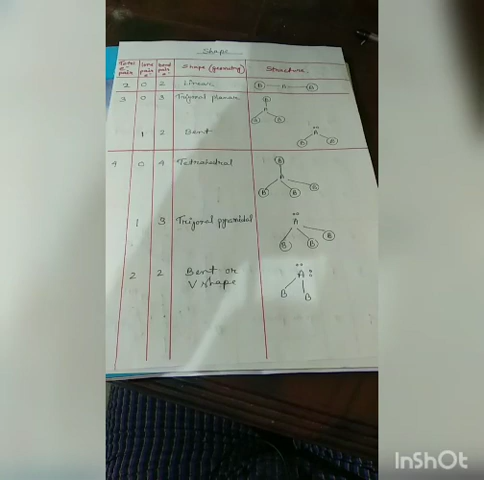 Shape
Total e- pair | lone pair e- | bond pair e- | Shape (geometry) | Structure
2 0 2 Linear B A B
3 0 3 Trigonal planar B A B B
1 2 Bent A B B
4 0 4 Tetrahedral B A B B B
1 3 Trigonal pyramidal A B B B
2 2 Bent or V shape A B B
InShOt